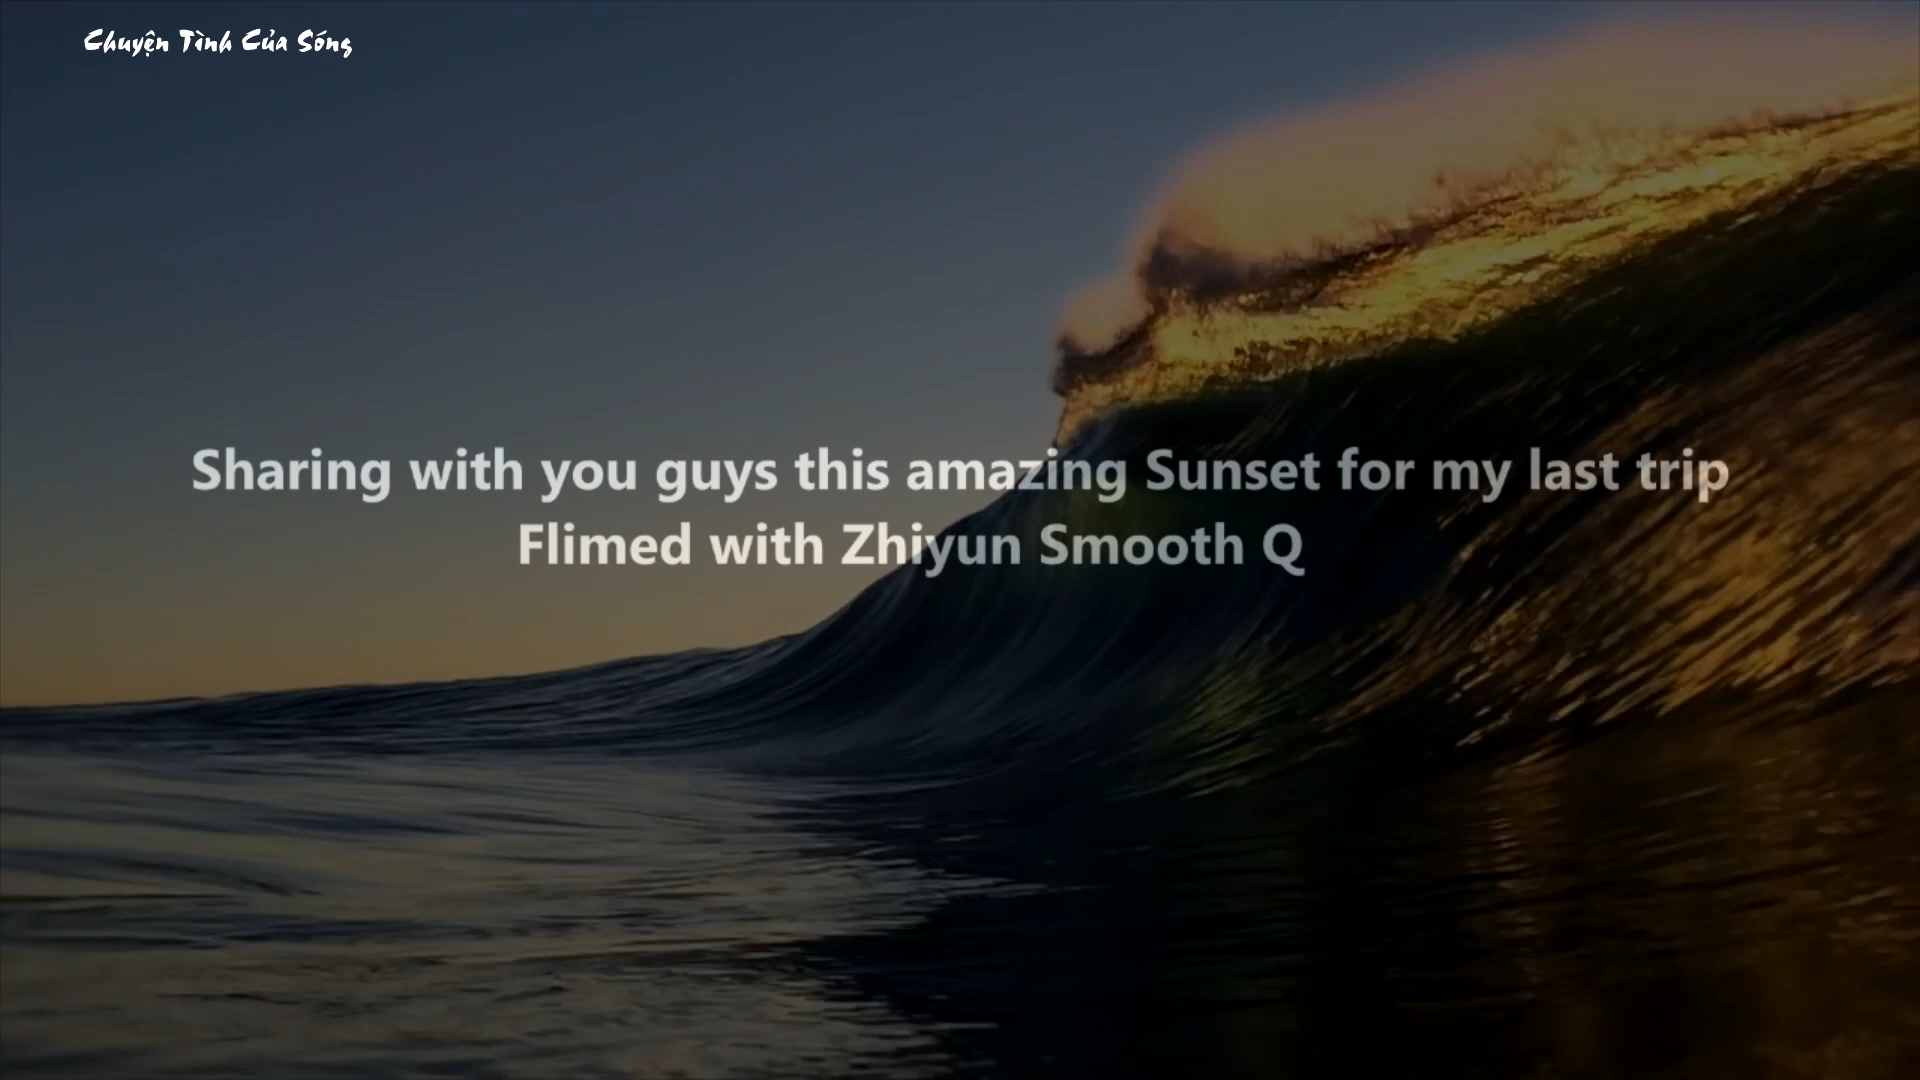 Chuyện Tình Của Sóng
Sharing with you guys this amazing Sunset for my last trip
Flimed with Zhiyun Smooth Q